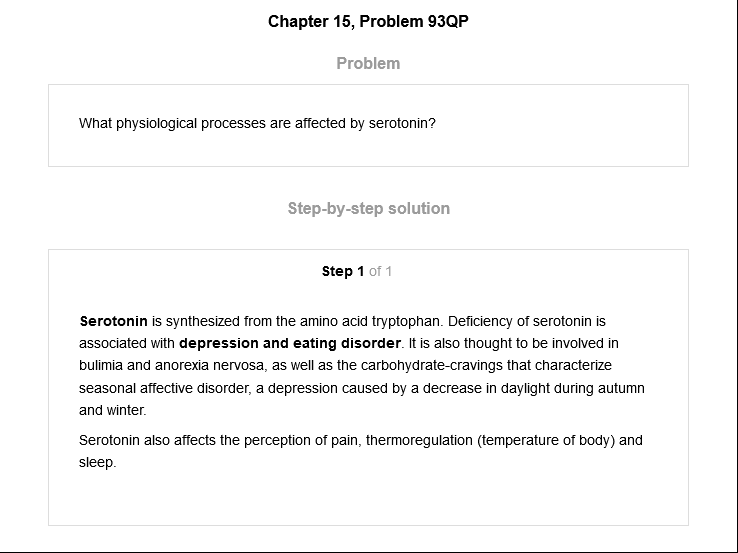 Chapter 15, Problem 93QP
Problem
What physiological processes are affected by serotonin?
Step-by-step solution
Step 1 of 1
Serotonin is synthesized from the amino acid tryptophan. Deficiency of serotonin is
associated with depression and eating disorder. It is also thought to be involved in
bulimia and anorexia nervosa, as well as the carbohydrate-cravings that characterize
seasonal affective disorder, a depression caused by a decrease in daylight during autumn
and winter.
Serotonin also affects the perception of pain, thermoregulation (temperature of body) and
sleep.